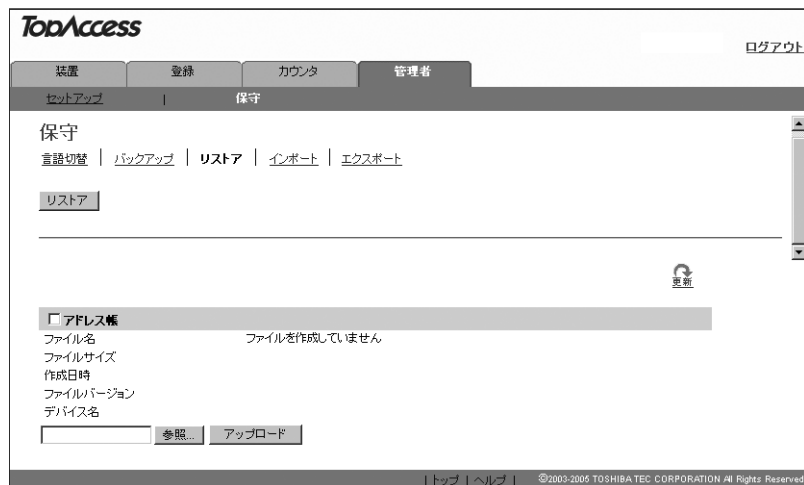 TopAccess
ログアウト
装置 登録 カウンタ 管理者
セットアップ | 保守
保守
言語切替 | バックアップ | リストア | インポート | エクスポート
リストア
更新
アドレス帳
ファイル名 ファイルを作成していません
ファイルサイズ
作成日時
ファイルバージョン
デバイス名
参照... アップロード
| トップ | ヘルプ | ©2003-2005 TOSHIBA TEC CORPORATION All Rights Reserved